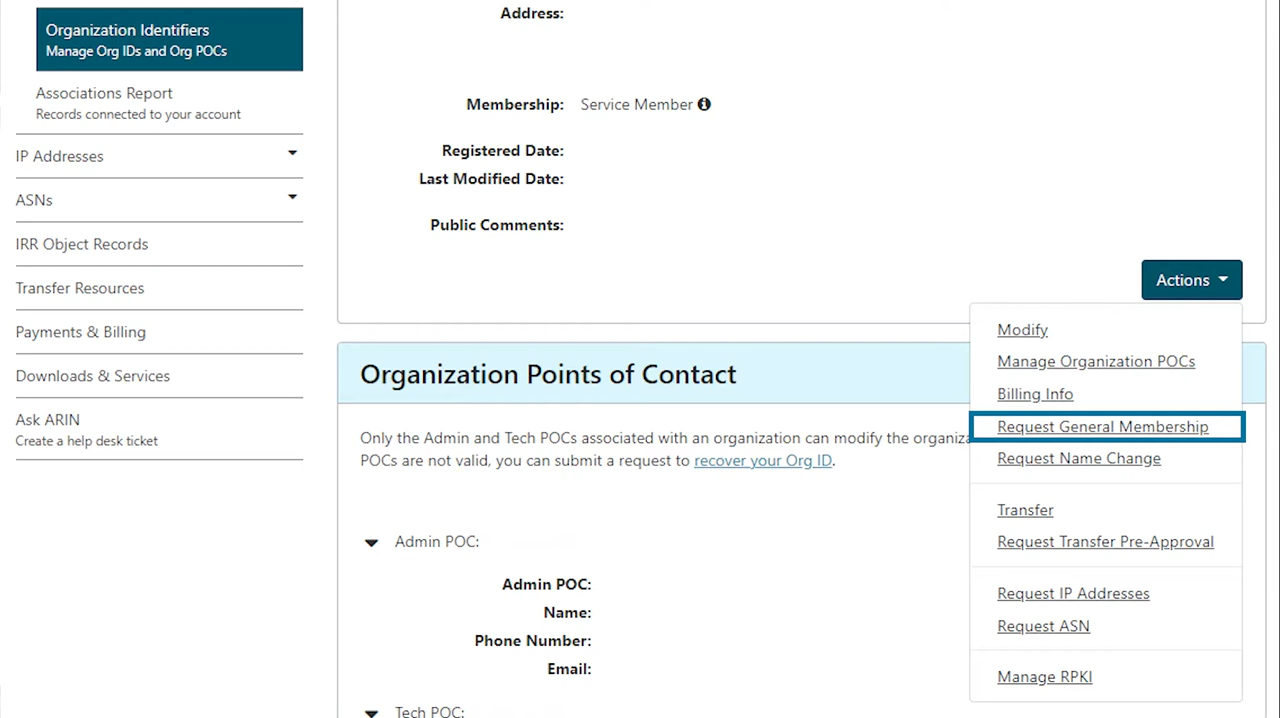 Organization Identifiers
Manage Org IDs and Org POCs
Associations Report
Records connected to your account
IP Addresses
ASNs
IRR Object Records
Transfer Resources
Payments & Billing
Downloads & Services
Ask ARIN
Create a help desk ticket
Address:
Membership: Service Member
Registered Date:
Last Modified Date:
Public Comments:
Actions
Modify
Manage Organization POCs
Billing Info
Request General Membership
Request Name Change
Transfer
Request Transfer Pre-Approval
Request IP Addresses
Request ASN
Manage RPKI
Organization Points of Contact
Only the Admin and Tech POCs associated with an organization can modify the
POCs are not valid, you can submit a request to recover your Org ID.
Admin POC:
Admin POC:
Name:
Phone Number:
Email:
Tech POC: